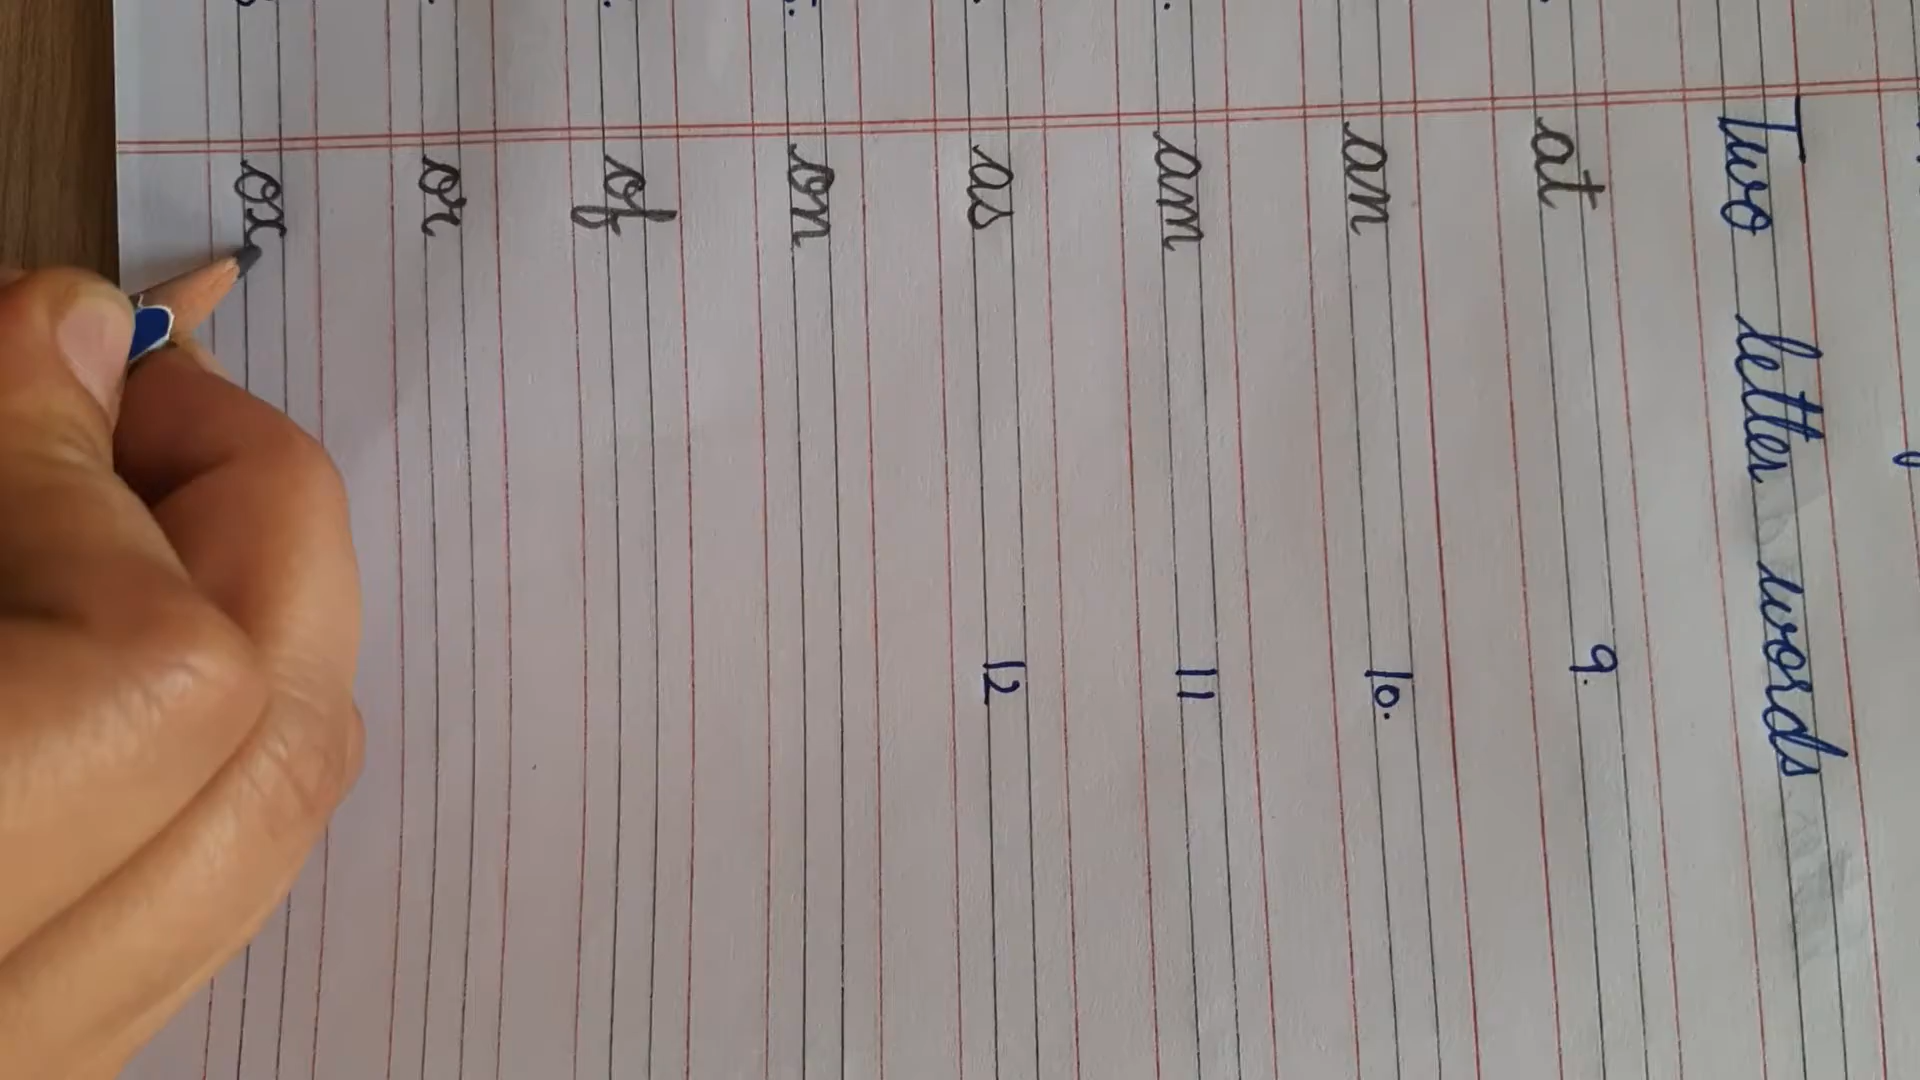 Two letter words
at 9.
an 10.
am 11
as 12
on
of
or
ox